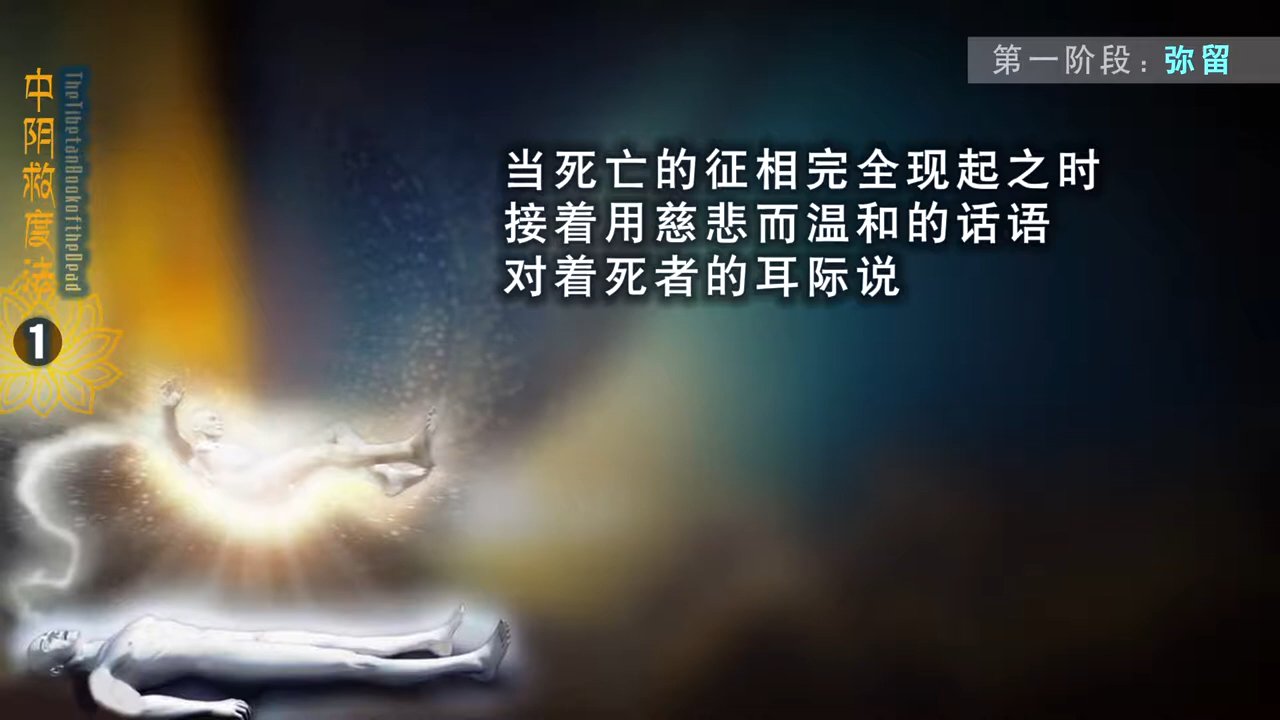 第一阶段：弥留
中阴救度法
TheTibetanBookoftheDead
1
当死亡的征相完全现起之时
接着用慈悲而温和的话语
对着死者的耳际说